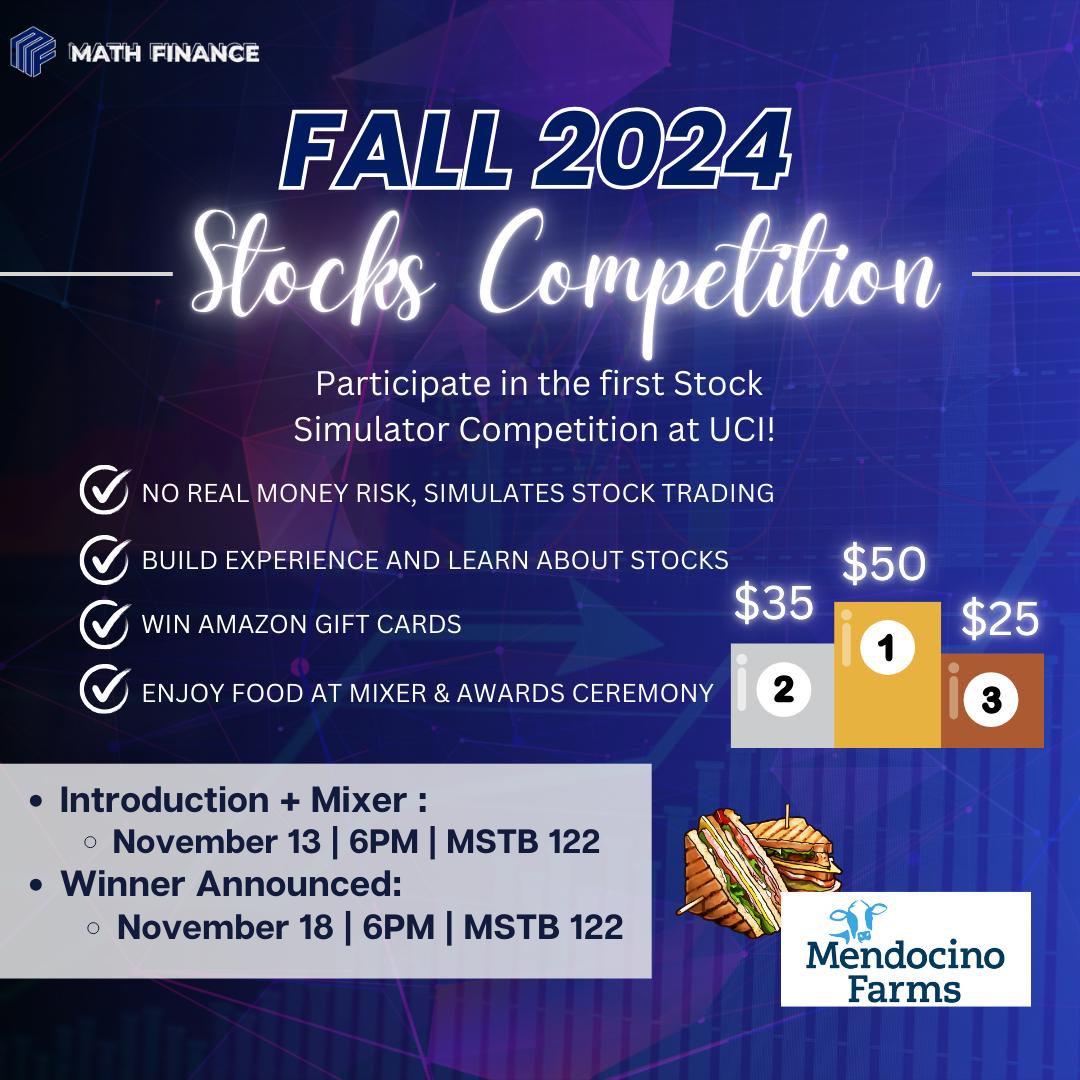 MATH FINANCE
FALL 2024
Stocks Competition
Participate in the first Stock
Simulator Competition at UCI!
NO REAL MONEY RISK, SIMULATES STOCK TRADING
BUILD EXPERIENCE AND LEARN ABOUT STOCKS
WIN AMAZON GIFT CARDS
ENJOY FOOD AT MIXER & AWARDS CEREMONY
$35
$50
$25
2
1
3
• Introduction + Mixer :
○ November 13 | 6PM | MSTB 122
• Winner Announced:
○ November 18 | 6PM | MSTB 122
Mendocino
Farms